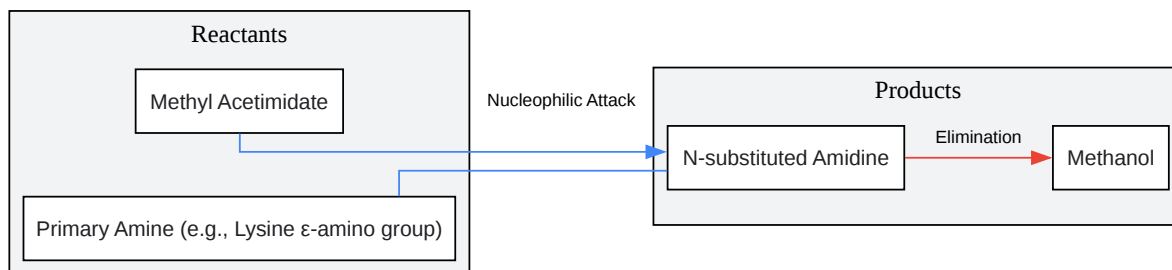 Reactants
Methyl Acetimidate
Primary Amine (e.g., Lysine ε-amino group)
Nucleophilic Attack
Products
N-substituted Amidine
Elimination
Methanol